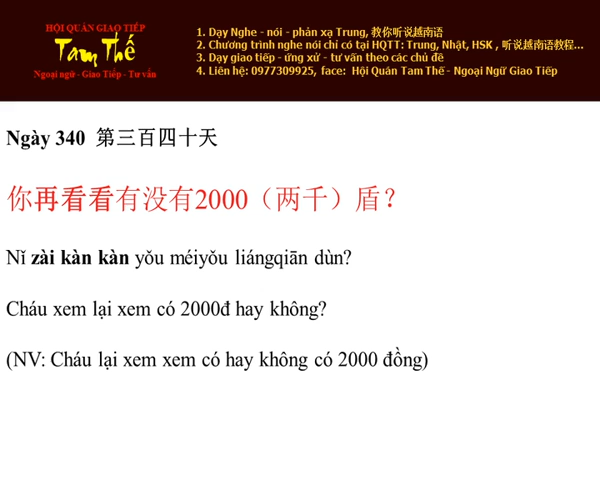 HỘI QUÁN GIAO TIẾP
Tam Thế
Ngoại ngữ - Giao Tiếp - Tư vấn
1. Dạy Nghe - nói - phản xạ Trung, 教你听说越南语
2. Chương trình nghe nói chỉ có tại HQTT: Trung, Nhật, HSK , 听说越南语教程...
3. Dạy giao tiếp - ứng xử - tư vấn theo các chủ đề
4. Liên hệ: 0977309925, face: Hội Quán Tam Thế - Ngoại Ngữ Giao Tiếp
Ngày 340 第三百四十天
你再看看有没有2000（两千）盾？
Nǐ zài kàn kàn yǒu méiyǒu liángqiān dùn?
Cháu xem lại xem có 2000đ hay không?
(NV: Cháu lại xem xem có hay không có 2000 đồng)